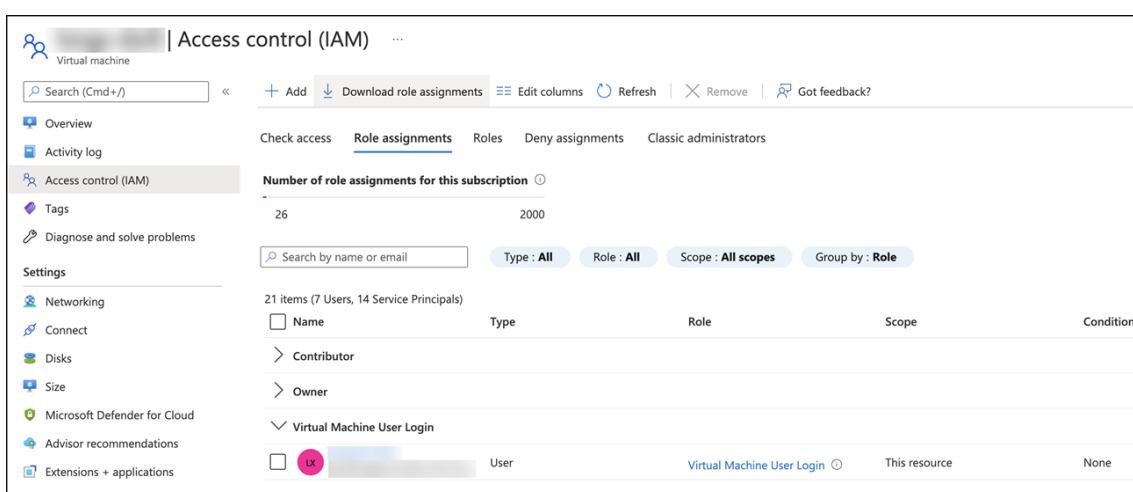 | Access control (IAM) ...
Virtual machine
Search (Cmd+/) «
Add Download role assignments Edit columns Refresh Remove Got feedback?
Overview
Activity log
Access control (IAM)
Tags
Diagnose and solve problems
Settings
Networking
Connect
Disks
Size
Microsoft Defender for Cloud
Advisor recommendations
Extensions + applications
Check access Role assignments Roles Deny assignments Classic administrators
Number of role assignments for this subscription
26 2000
Search by name or email Type : All Role : All Scope : All scopes Group by : Role
21 items (7 Users, 14 Service Principals)
Name Type Role Scope Condition
Contributor
Owner
Virtual Machine User Login
LX User Virtual Machine User Login This resource None